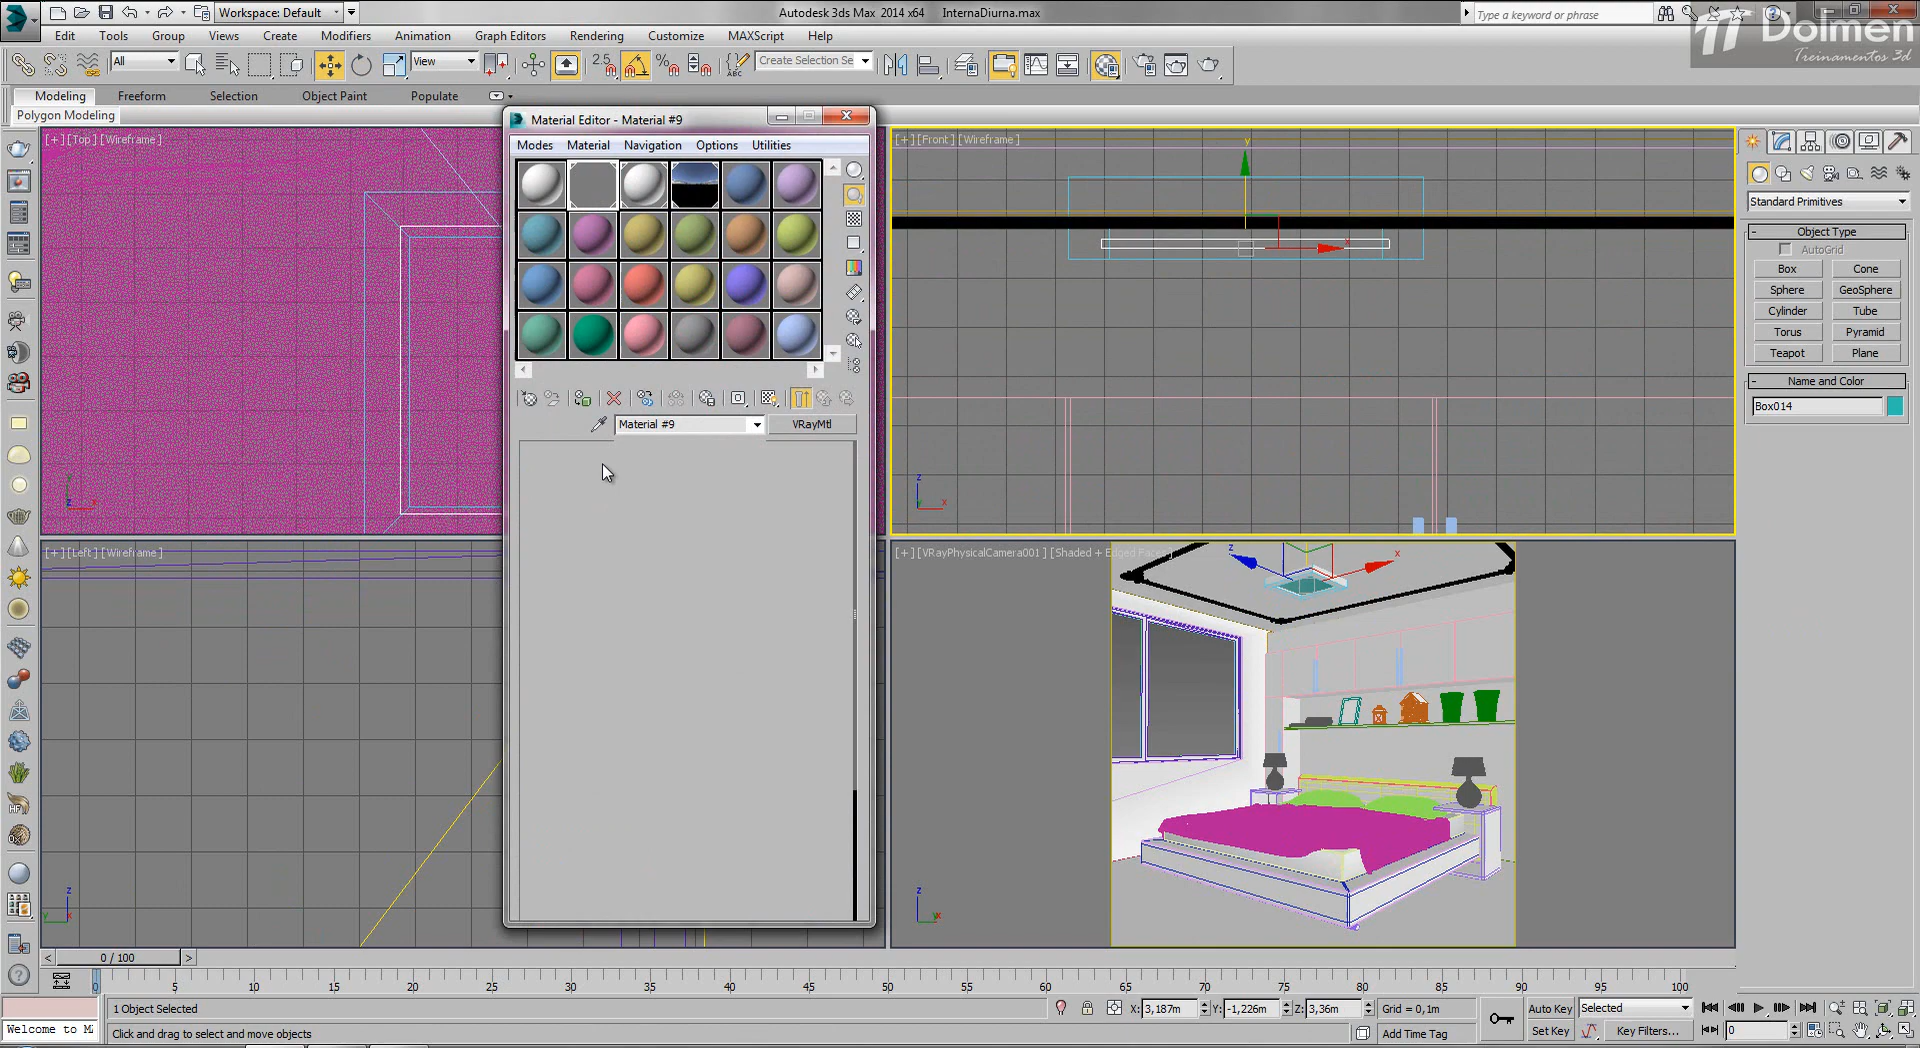 Workspace: Default
Autodesk 3ds Max 2014 x64 InternaDiurna.max
Type a keyword or phrase
Dolmen
Treinamentos 3d
Edit Tools Group Views Create Modifiers Animation Graph Editors Rendering Customize MAXScript Help
All View 2.5 Create Selection Se
Modeling Freeform Selection Object Paint Populate
Polygon Modeling
[+] [Top] [Wireframe]
Material Editor - Material #9
Modes Material Navigation Options Utilities
Material #9 VRayMtl
[+] [Front] [Wireframe]
y
x
[+] [Left] [Wireframe]
[+] [VRayPhysicalCamera001] [Shaded + Edged Faces]
Standard Primitives
Object Type
AutoGrid
Box Cone
Sphere GeoSphere
Cylinder Tube
Torus Pyramid
Teapot Plane
Name and Color
Box014
0 / 100
0 5 10 15 20 25 30 35 40 45 50 55 60 65 70 75 80 85 90 95 100
1 Object Selected X: 3,187m Y: -1,226m Z: 3,36m Grid = 0,1m Auto Key Selected
Welcome to MA Click and drag to select and move objects Add Time Tag Set Key Key Filters... 0